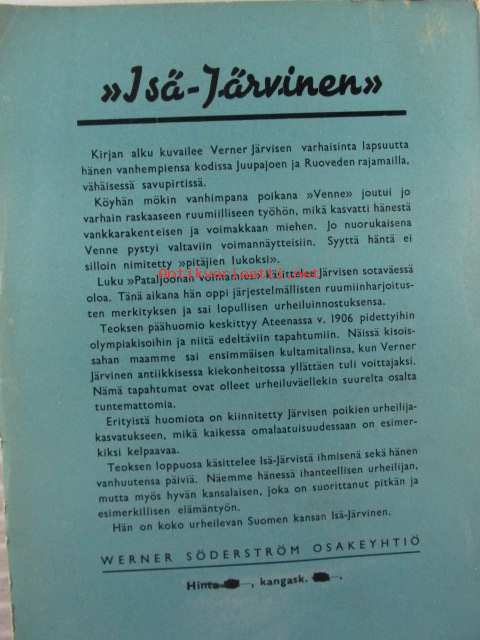 »Isä-Järvinen»
Kirjan alku kuvailee Verner Järvisen varhaisinta lapsuutta
hänen vanhempiensa kodissa Juupajoen ja Ruoveden rajamailla,
vähäisessä savupirtissä.
Köyhän mökin vanhimpana poikana »Venne» joutui jo
varhain raskaaseen ruumiilliseen työhön, mikä kasvatti hänestä
vankkarakenteisen ja voimakkaan miehen. Jo nuorukaisena
Venne pystyi valtaviin voimannäytteisiin. Syyttä häntä ei
silloin nimitetty »pitäjien lukoksi».
Luku »Pataljoonan voimamies» käsittelee Järvisen sotaväessä
oloa. Tänä aikana hän oppi järjestelmällisten ruumiinharjoitus-
ten merkityksen ja sai lopullisen urheiluinnostuksensa.
Teoksen päähuomio keskittyy Ateenassa v. 1906 pidettyihin
olympiakisoihin ja niitä edeltäviin tapahtumiin. Näissä kisois-
sahan maamme sai ensimmäisen kultamitalinsa, kun Verner
Järvinen antiikkisessa kiekonheitossa yllättäen tuli voittajaksi.
Nämä tapahtumat ovat olleet urheiluväellekin suurelta osalta
tuntemattomia.
Erityistä huomiota on kiinnitetty Järvisen poikien urheilija-
kasvatukseen, mikä kaikessa omalaatuisuudessaan on esimer-
kiksi kelpaavaa.
Teoksen loppuosa käsittelee Isä-Järvistä ihmisenä sekä hänen
vanhuutensa päiviä. Näemme hänessä ihanteellisen urheilijan,
mutta myös hyvän kansalaisen, joka on suorittanut pitkän ja
esimerkillisen elämäntyön.
Hän on koko urheilevan Suomen kansan Isä-Järvinen.
WERNER SÖDERSTRÖM OSAKEYHTIÖ
Hinta —, kangask. —.